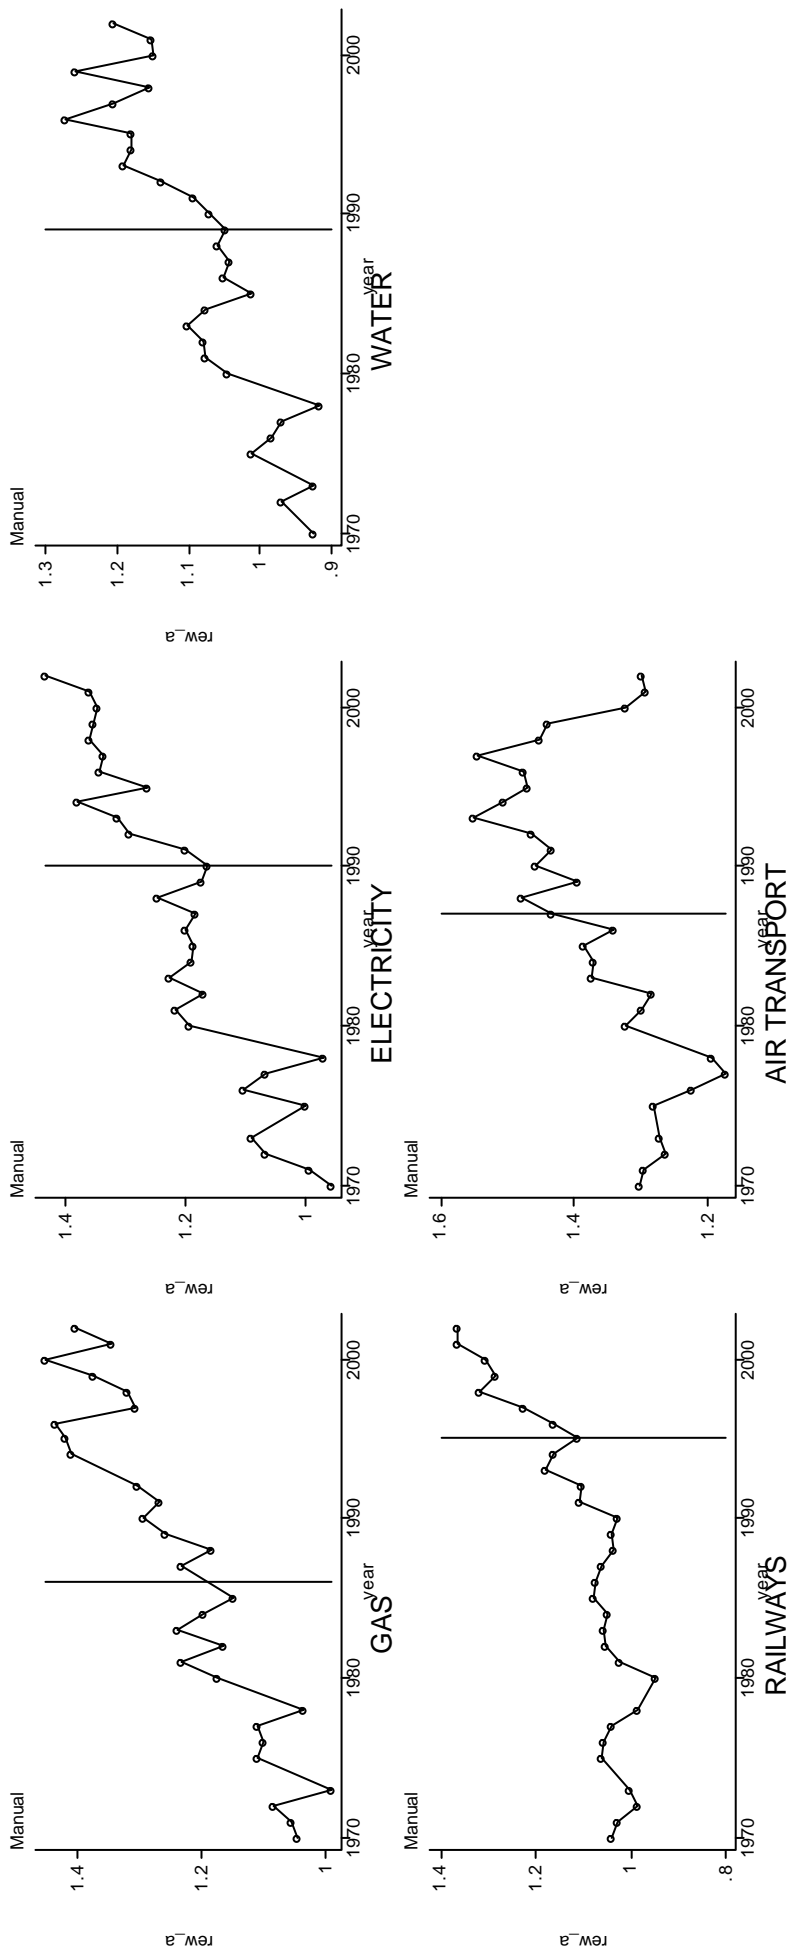 Manual
rew_a
1.4
1.2
1
1970
1980
1990
2000
year
GAS
Manual
rew_a
1.4
1.2
1
1970
1980
1990
2000
year
ELECTRICITY
Manual
rew_a
1.3
1.2
1.1
1
.9
1970
1980
1990
2000
year
WATER
Manual
rew_a
1.4
1.2
1
.8
1970
1980
1990
2000
year
RAILWAYS
Manual
rew_a
1.6
1.4
1.2
1970
1980
1990
2000
year
AIR TRANSPORT